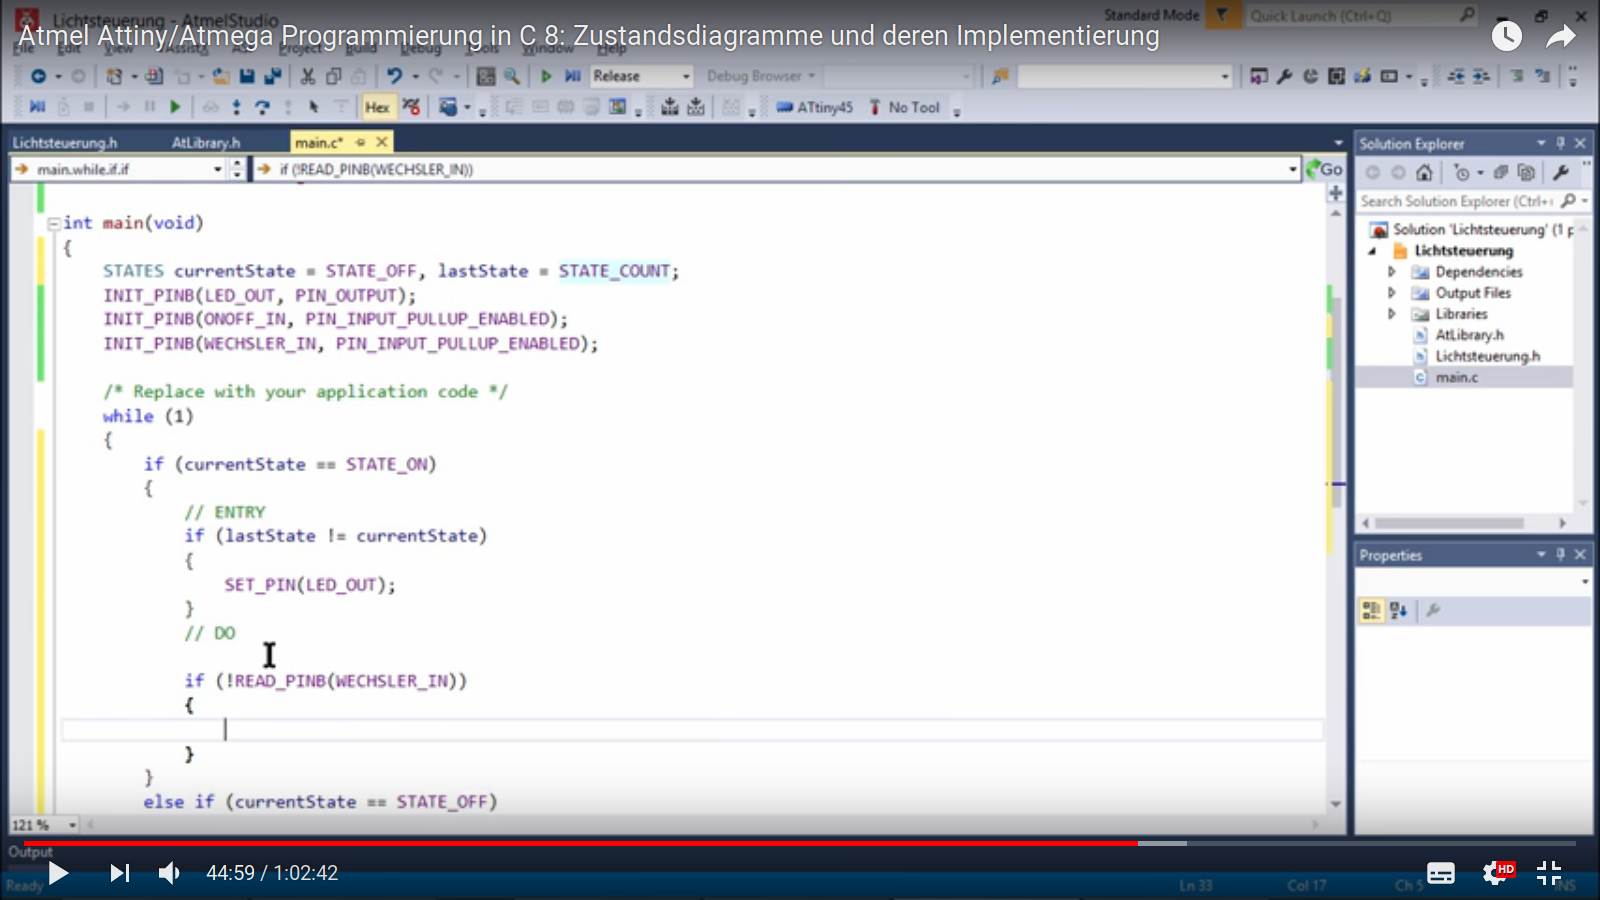 Lichtsteuerung - AtmelStudio
Standard Mode
Quick Launch (Ctrl+Q)
Atmel Attiny/Atmega Programmierung in C 8: Zustandsdiagramme und deren Implementierung
File Edit View VAssistX ASF Project Build Debug Tools Window Help
Release
Debug Browser
Hex
ATtiny45
No Tool
Lichtsteuerung.h
AtLibrary.h
main.c*
main.while.if.if
if (!READ_PINB(WECHSLER_IN))
Go
int main(void)
{
STATES currentState = STATE_OFF, lastState = STATE_COUNT;
INIT_PINB(LED_OUT, PIN_OUTPUT);
INIT_PINB(ONOFF_IN, PIN_INPUT_PULLUP_ENABLED);
INIT_PINB(WECHSLER_IN, PIN_INPUT_PULLUP_ENABLED);
/* Replace with your application code */
while (1)
{
if (currentState == STATE_ON)
{
// ENTRY
if (lastState != currentState)
{
SET_PIN(LED_OUT);
}
// DO
if (!READ_PINB(WECHSLER_IN))
{
}
}
else if (currentState == STATE_OFF)
121 %
Solution Explorer
Search Solution Explorer (Ctrl+
Solution 'Lichtsteuerung' (1 p
Lichtsteuerung
Dependencies
Output Files
Libraries
AtLibrary.h
Lichtsteuerung.h
main.c
Properties
Output
44:59 / 1:02:42
HD
Ready
Ln 33
Col 17
Ch 5
INS